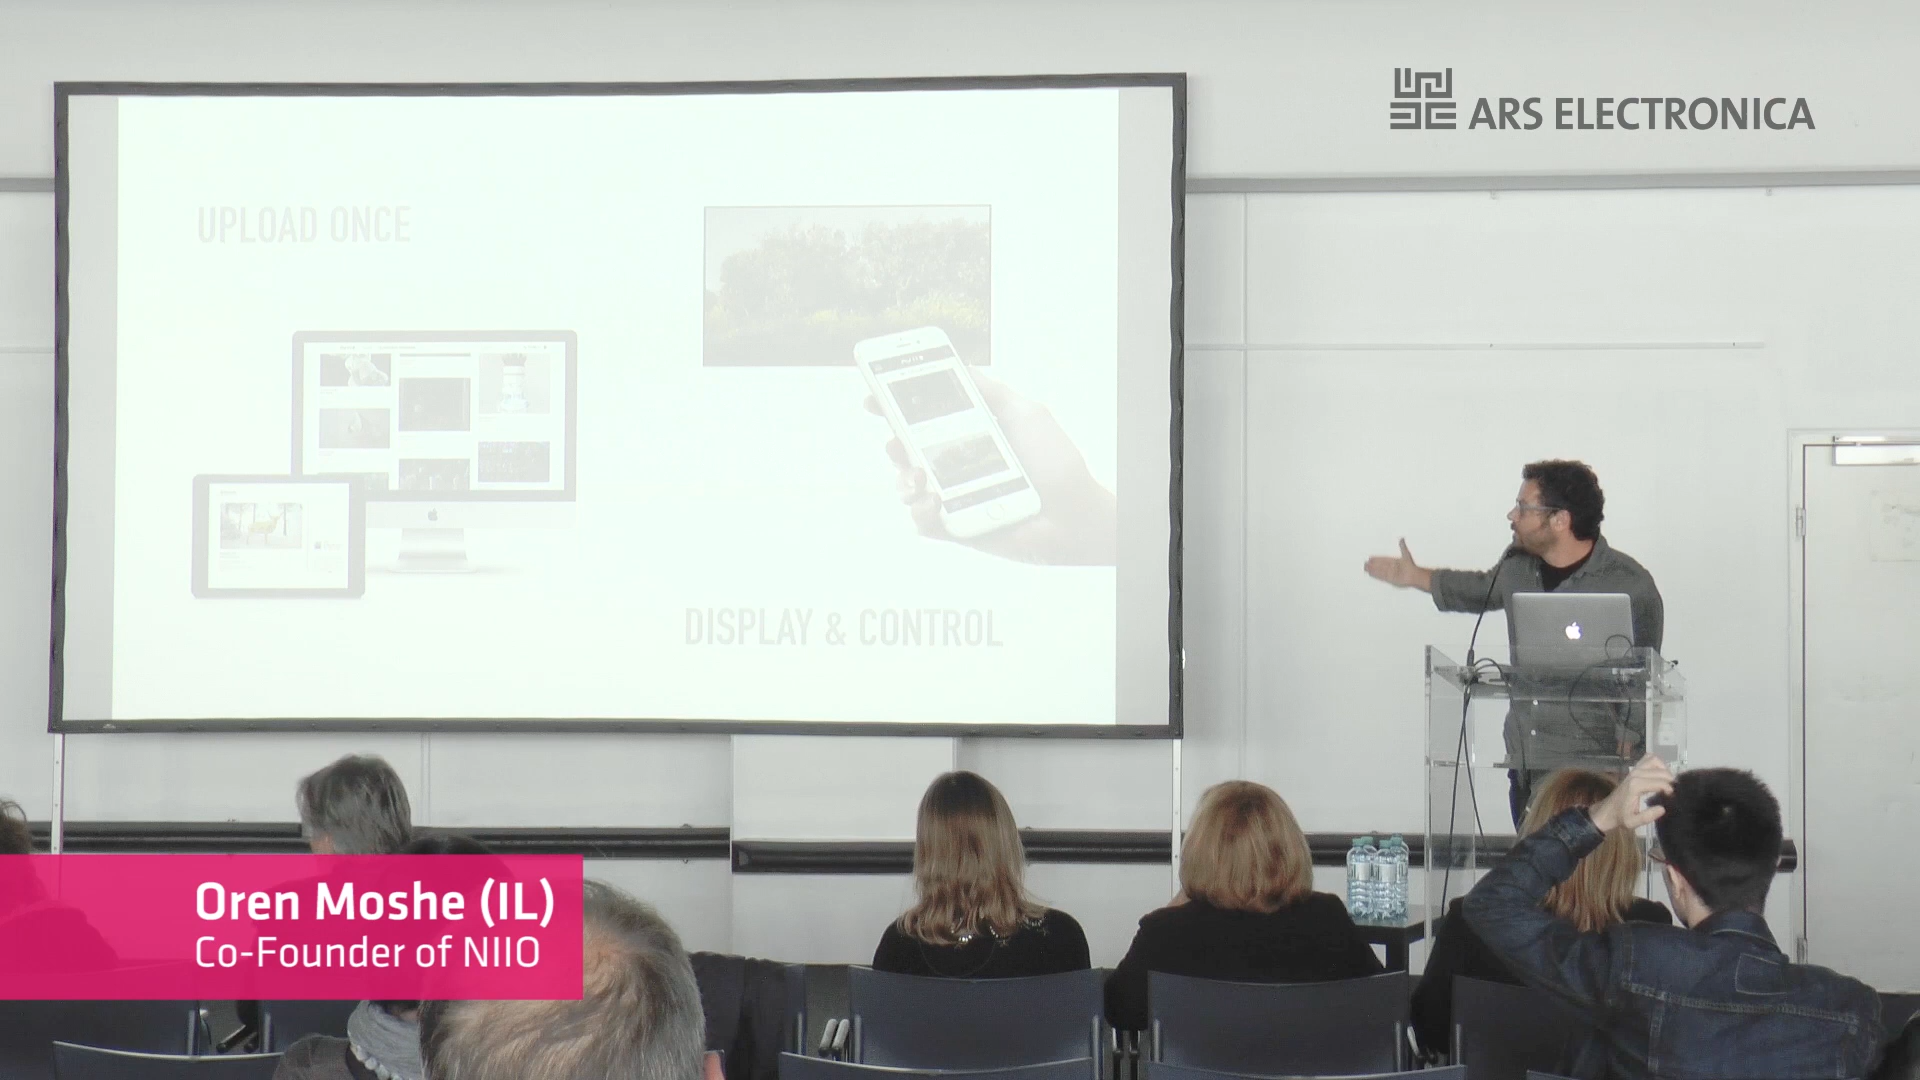 ARS ELECTRONICA
UPLOAD ONCE
DISPLAY & CONTROL
Oren Moshe (IL)
Co-Founder of NIIO